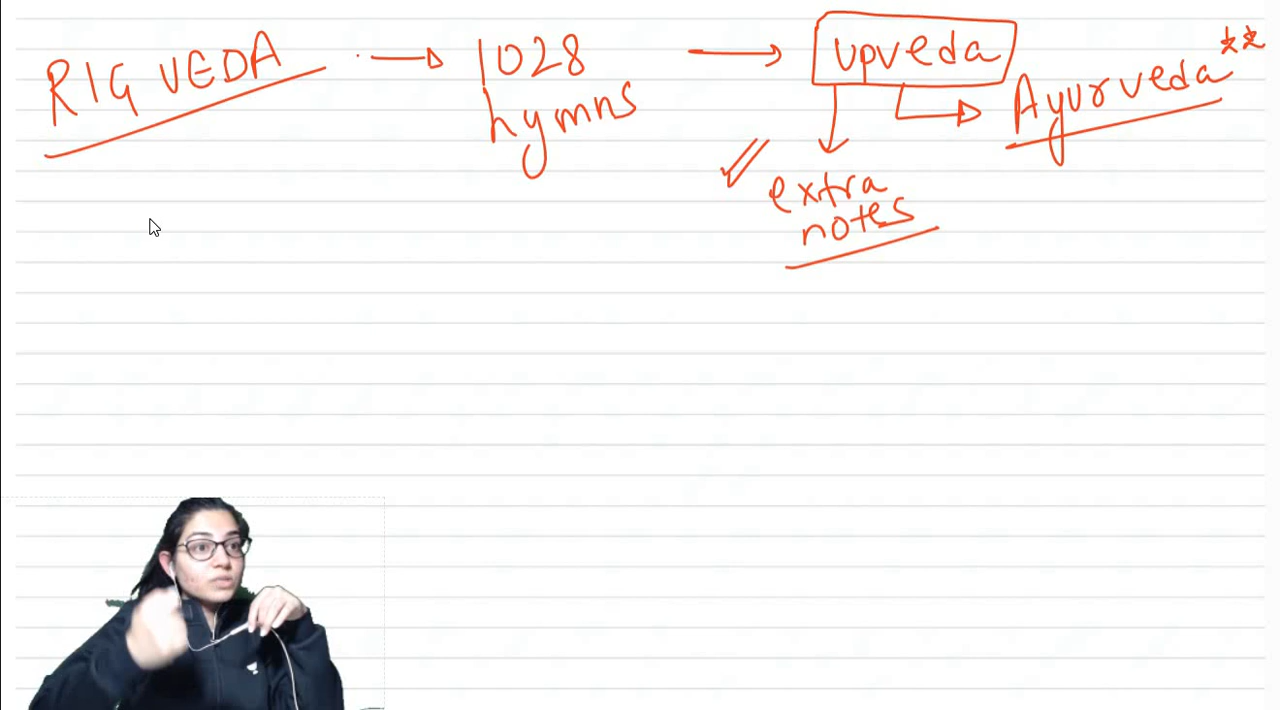 RIG VEDA → 1028 → upveda
hymns
Ayurveda**
extra
notes